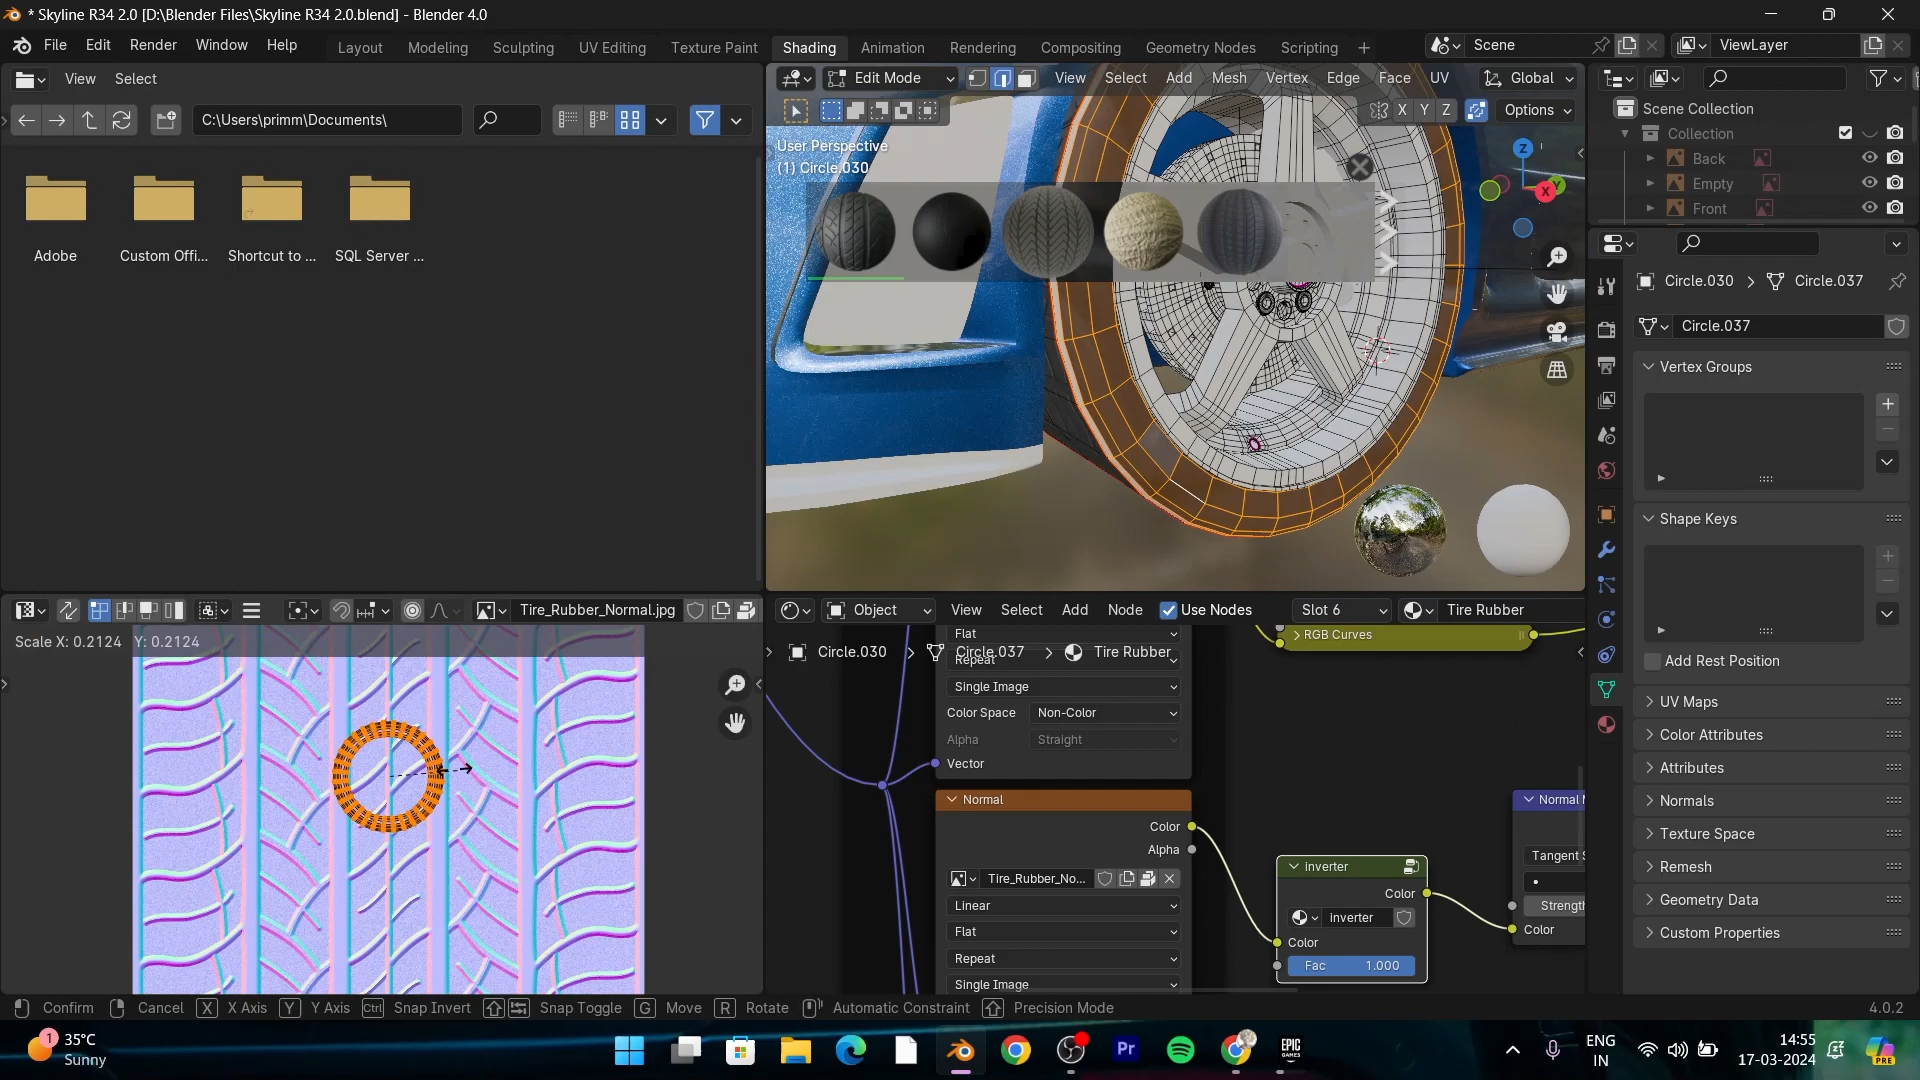 * Skyline R34 2.0 [D:\Blender Files\Skyline R34 2.0.blend] - Blender 4.0
File Edit Render Window Help Layout Modeling Sculpting UV Editing Texture Paint Shading Animation Rendering Compositing Geometry Nodes Scripting + Scene ViewLayer
View Select
Edit Mode View Select Add Mesh Vertex Edge Face UV Global
C:\Users\primm\Documents\
X Y Z Options
Scene Collection
Collection
Back
Empty
Front
User Perspective
(1) Circle.030
Z
X
Y
Adobe Custom Offi... Shortcut to ... SQL Server ...
Circle.030 > Circle.037
Circle.037
Vertex Groups
Shape Keys
Add Rest Position
UV Maps
Color Attributes
Attributes
Normals
Texture Space
Remesh
Geometry Data
Custom Properties
Tire_Rubber_Normal.jpg
Scale X: 0.2124 Y: 0.2124
Object View Select Add Node Use Nodes Slot 6 Tire Rubber
Circle.030 > Circle.037 > Tire Rubber
Flat
Repeat
Single Image
Color Space Non-Color
Alpha Straight
Vector
RGB Curves
Normal
Color
Alpha
Tire_Rubber_No...
Linear
Flat
Repeat
Single Image
inverter
Color
inverter
Color
Fac 1.000
Normal
Tangent
Strength
Color
Confirm Cancel X X Axis Y Y Axis Ctrl Snap Invert Snap Toggle G Move R Rotate Automatic Constraint Precision Mode 4.0.2
1
35°C
Sunny
Pr
EPIC
GAMES
ENG
IN
14:55
17-03-2024
PRE